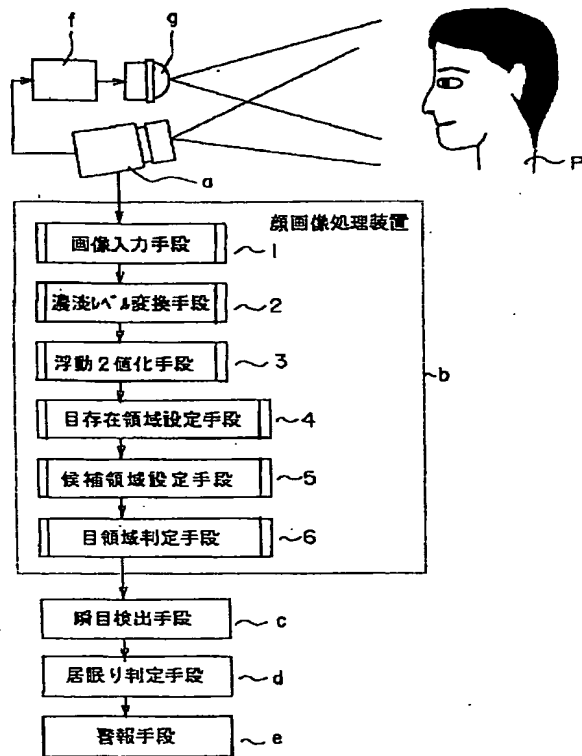 f
g
a
P
顔画像処理装置
画像入力手段
1
濃淡レベル変換手段
2
浮動2値化手段
3
b
目存在領域設定手段
4
候補領域設定手段
5
目領域判定手段
6
瞬目検出手段
c
居眠り判定手段
d
警報手段
e